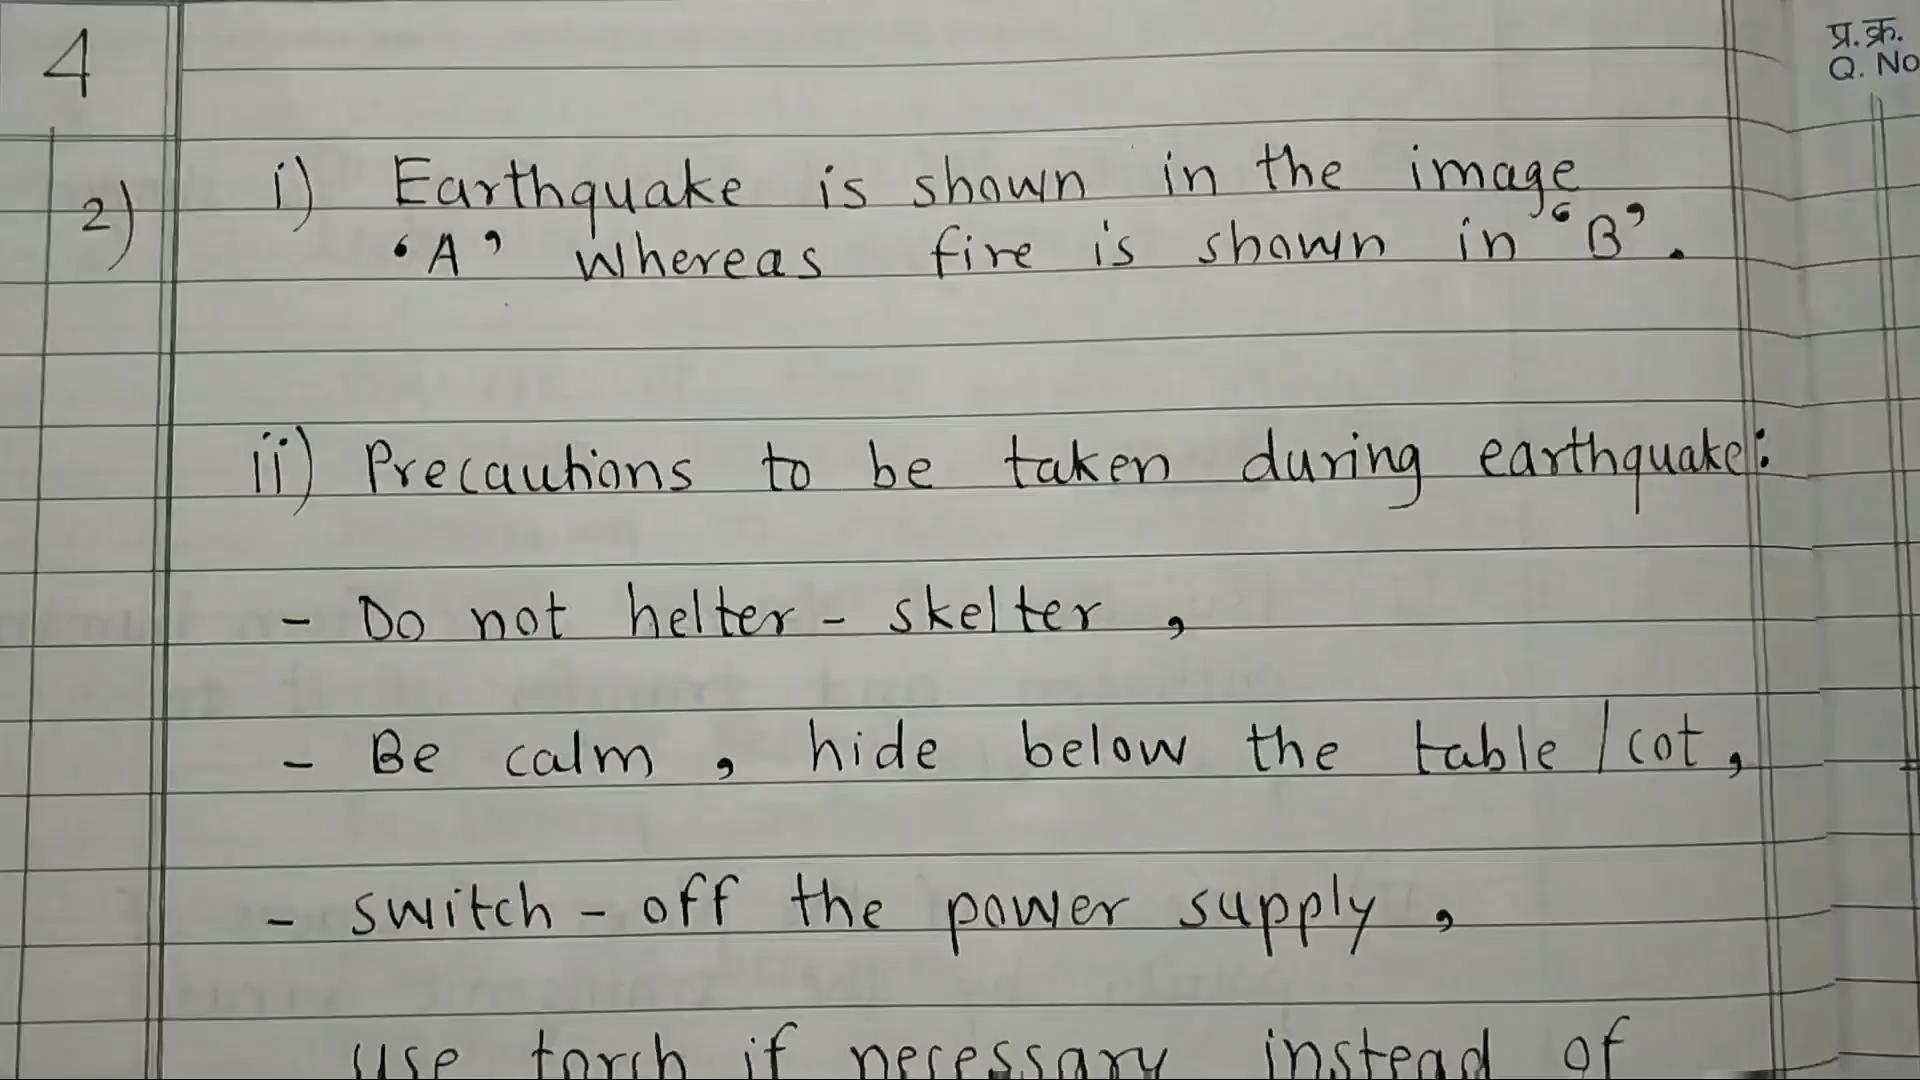 4
प्र.क्र.
Q. No
2) i) Earthquake is shown in the image
'A' whereas fire is shown in 'B'.
ii) Precautions to be taken during earthquake:
- Do not helter - skelter,
- Be calm, hide below the table / cot,
- switch - off the power supply,
use torch if necessary instead of